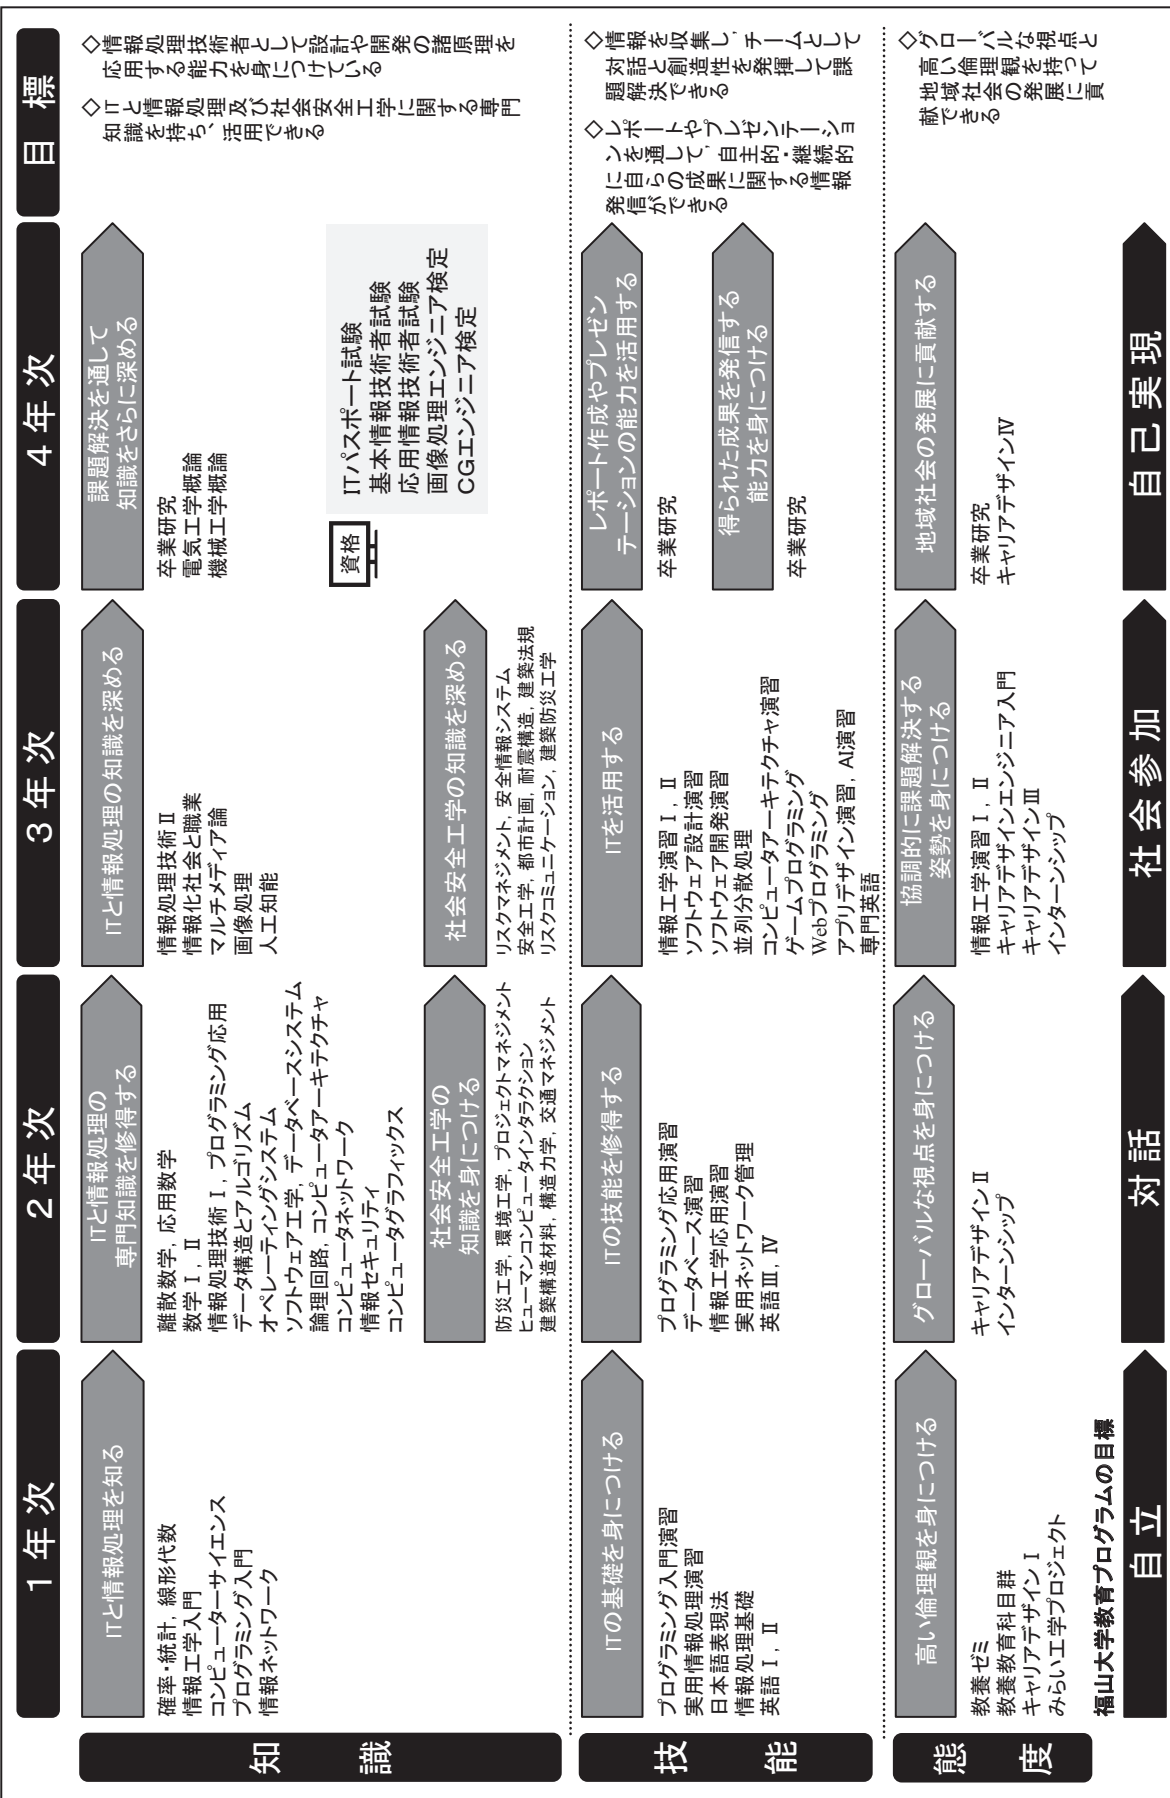 1年次
2年次
3年次
4年次
目標
知識
ITと情報処理を知る
確率・統計, 線形代数
情報工学入門
コンピューターサイエンス
プログラミング入門
情報ネットワーク
ITと情報処理の
専門知識を修得する
離散数学, 応用数学
数学Ⅰ, Ⅱ
情報処理技術Ⅰ, プログラミング応用
データ構造とアルゴリズム
オペレーティングシステム
ソフトウェア工学, データベースシステム
論理回路, コンピュータアーキテクチャ
コンピュータネットワーク
情報セキュリティ
コンピュータグラフィックス
社会安全工学の
知識を身につける
防災工学, 環境工学, プロジェクトマネジメント
ヒューマンコンピュータインタラクション
建築構造材料, 構造力学, 交通マネジメント
ITと情報処理の知識を深める
情報処理技術Ⅱ
情報化社会と職業
マルチメディア論
画像処理
人工知能
社会安全工学の知識を深める
リスクマネジメント, 安全情報システム
安全工学, 都市計画, 耐震構造, 建築法規
リスクコミュニケーション, 建築防災工学
課題解決を通して
知識をさらに深める
卒業研究
電気工学概論
機械工学概論
資格
ITパスポート試験
基本情報技術者試験
応用情報技術者試験
画像処理エンジニア検定
CGエンジニア検定
◇情報処理技術者として設計や開発の諸原理を
応用する能力を身につけている
◇ITと情報処理及び社会安全工学に関する専門
知識を持ち、活用できる
技能
ITの基礎を身につける
プログラミング入門演習
実用情報処理演習
日本語表現法
情報処理基礎
英語Ⅰ, Ⅱ
ITの技能を修得する
プログラミング応用演習
データベース演習
情報工学応用演習
実用ネットワーク管理
英語Ⅲ, Ⅳ
ITを活用する
情報工学演習Ⅰ, Ⅱ
ソフトウェア設計演習
ソフトウェア開発演習
並列分散処理
コンピュータアーキテクチャ演習
ゲームプログラミング
Webプログラミング
アプリデザイン演習, AI演習
専門英語
レポート作成やプレゼン
テーションの能力を活用する
卒業研究
得られた成果を発信する
能力を身につける
卒業研究
◇情報を収集し、チームとして
対話と創造性を発揮して課
題解決できる
◇レポートやプレゼンテーショ
ンを通して、自主的・継続的
に自らの成果に関する情報
発信ができる
態度
高い倫理観を身につける
教養ゼミ
教養教育科目群
キャリアデザインⅠ
みらい工学プロジェクト
グローバルな視点を身につける
キャリアデザインⅡ
インターンシップ
協調的に課題解決する
姿勢を身につける
情報工学演習Ⅰ, Ⅱ
キャリアデザインエンジニア入門
キャリアデザインⅢ
インターンシップ
地域社会の発展に貢献する
卒業研究
キャリアデザインⅣ
◇グローバルな視点と
高い倫理観を持って
地域社会の発展に貢
献できる
福山大学教育プログラムの目標
自立
対話
社会参加
自己実現